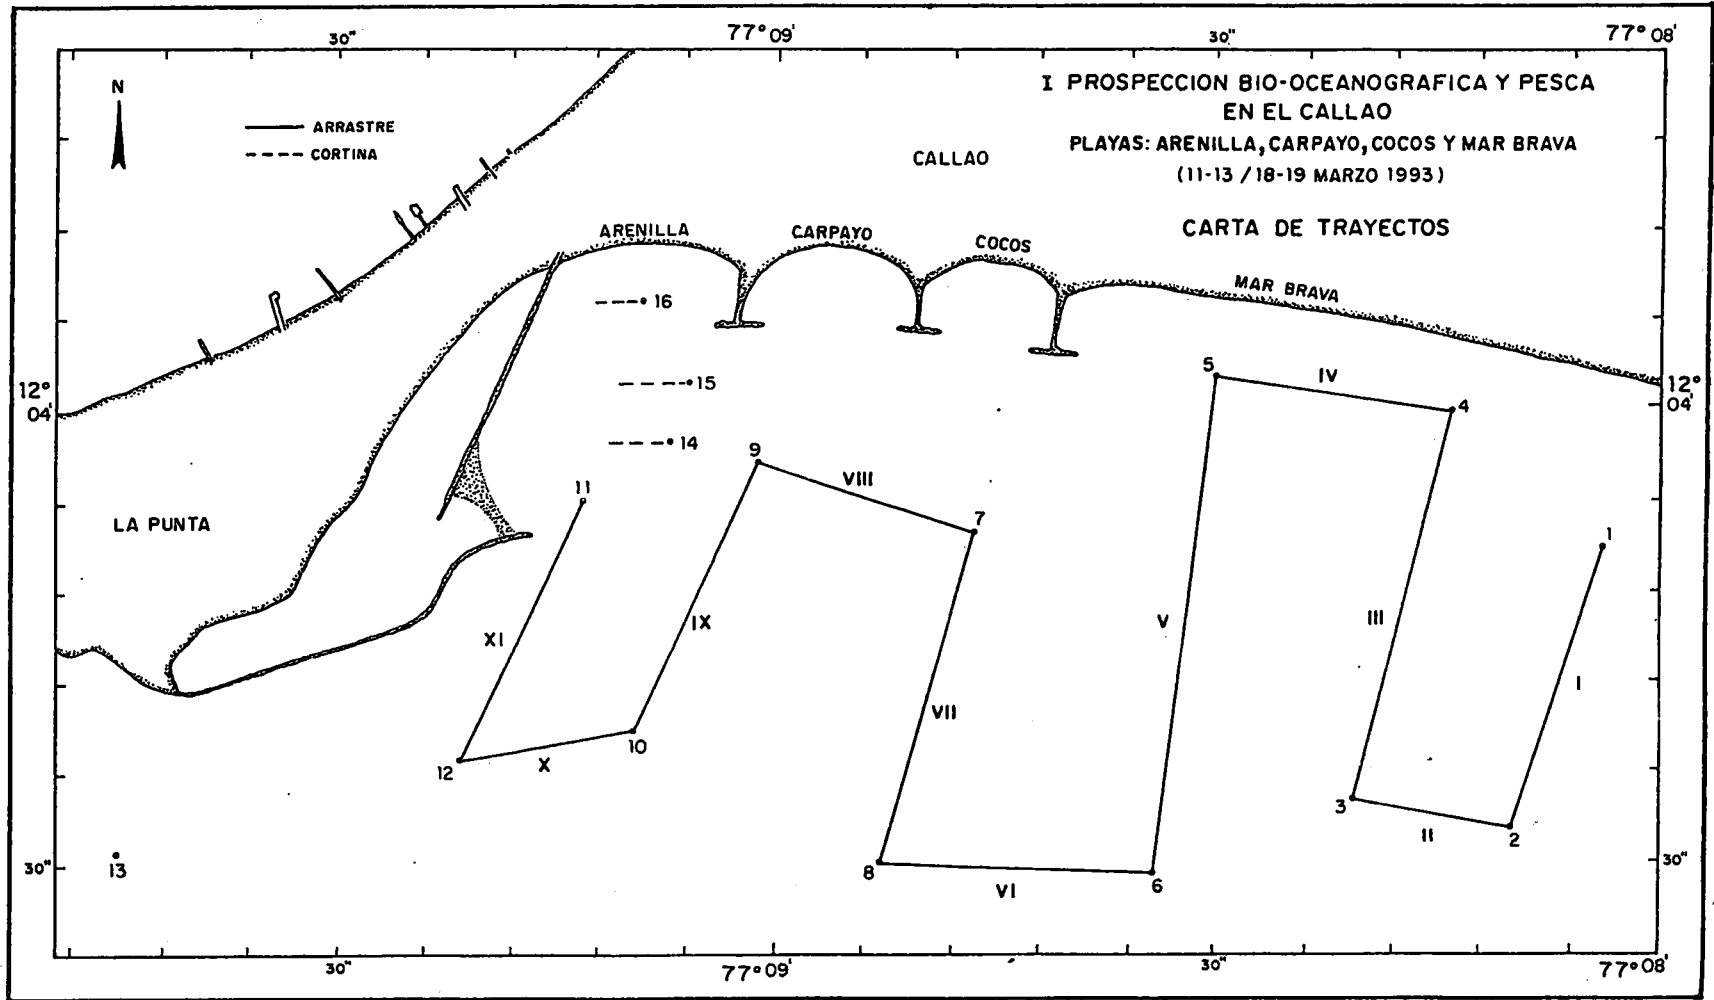 30"
77° 09'
30"
77° 08'
N
I PROSPECCION BIO-OCEANOGRAFICA Y PESCA
EN EL CALLAO
PLAYAS: ARENILLA, CARPAYO, COCOS Y MAR BRAVA
(11-13 / 18-19 MARZO 1993)
CARTA DE TRAYECTOS
ARRASTRE
CORTINA
CALLAO
ARENILLA
CARPAYO
COCOS
MAR BRAVA
16
15
14
5
IV
4
12°
04'
12°
04'
9
VIII
7
11
LA PUNTA
1
XI
IX
V
III
I
VII
12
X
10
3
II
2
8
VI
6
13
30"
30"
30"
77° 09'
30"
77° 08'